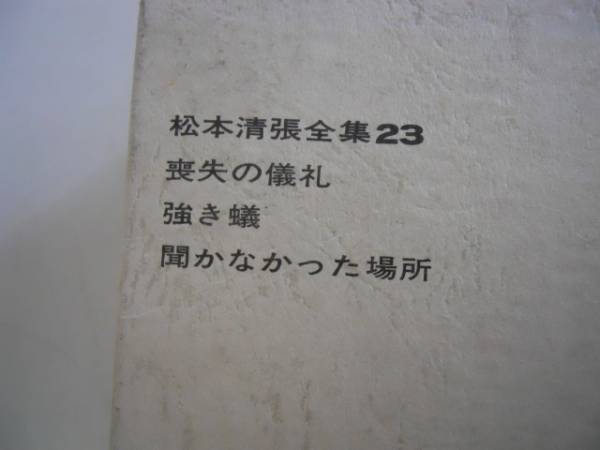 松本清張全集23
喪失の儀礼
強き蟻
聞かなかった場所